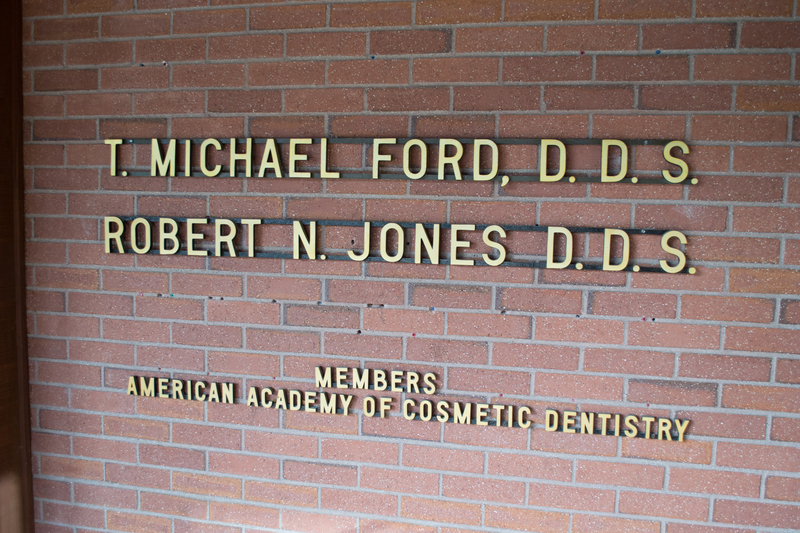 T. MICHAEL FORD, D. D. S.
ROBERT N. JONES D. D. S.
MEMBERS
AMERICAN ACADEMY OF COSMETIC DENTISTRY